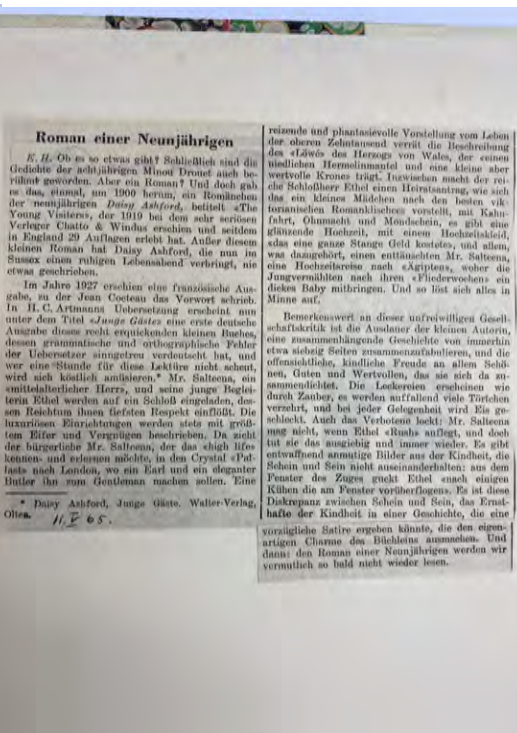 Roman einer Neunjährigen
E. H. Ob es so etwas gibt? Schließlich sind die
Gedichte der achtjährigen Minou Drouet auch be-
rühmt geworden. Aber ein Roman? Und doch gab
es das, einmal, um 1900 herum, ein Romänchen
der neunjährigen Daisy Ashford, betitelt «The
Young Visiters», der 1919 bei dem sehr seriösen
Verleger Chatto & Windus erschien und seitdem
in England 29 Auflagen erlebt hat. Außer diesem
kleinen Roman hat Daisy Ashford, die nun im
Sussex einen ruhigen Lebensabend verbringt, nie
etwas geschrieben.
Im Jahre 1927 erschien eine französische Aus-
gabe, zu der Jean Cocteau das Vorwort schrieb.
In H. C. Artmanns Uebersetzung erscheint nun
unter dem Titel «Junge Gäste» eine erste deutsche
Ausgabe dieses recht erquickenden kleinen Buches,
dessen grammatische und orthographische Fehler
der Uebersetzer sinngetreu verdeutscht hat, und
wer eine Stunde für diese Lektüre nicht scheut,
wird sich köstlich amüsieren.* Mr. Salteena, ein
«mittelalterlicher Herr», und seine junge Beglei-
terin Ethel werden auf ein Schloß eingeladen, des-
sen Reichtum ihnen tiefsten Respekt einflößt. Die
luxuriösen Einrichtungen werden stets mit größ-
tem Eifer und Vergnügen beschrieben. Da zieht
der bürgerliche Mr. Salteena, der das «high life»
kennen- und erlernen möchte, in den Crystal «Pal-
last» nach London, wo ein Earl und ein eleganter
Butler ihn zum Gentleman machen sollen. Eine
* Daisy Ashford, Junge Gäste. Walter-Verlag,
Olten.
11. V 65.
reizende und phantasievolle Vorstellung vom Leben
der oberen Zehntausend verrät die Beschreibung
des «Löwö» des Herzogs von Wales, der «einen
niedlichen Hermelinmantel und eine kleine aber
wertvolle Krone» trägt. Inzwischen macht der rei-
che Schloßherr Ethel einen Heiratsantrag, wie sich
das ein kleines Mädchen nach den besten vik-
torianischen Romanklischees vorstellt, mit Kahn-
fahrt, Ohnmacht und Mondschein, es gibt eine
glänzende Hochzeit, mit einem Hochzeitskleid,
«das eine ganze Stange Geld kostete», und allem,
was dazugehört, einen enttäuschten Mr. Salteena,
eine Hochzeitsreise nach «Ägipten», woher die
Jungvermählten nach ihren «Fliederwochen» ein
dickes Baby mitbringen. Und so löst sich alles in
Minne auf.
Bemerkenswert an dieser unfreiwilligen Gesell-
schaftskritik ist die Ausdauer der kleinen Autorin,
eine zusammenhängende Geschichte von immerhin
etwa siebzig Seiten zusammenzufabulieren, und die
offensichtliche, kindliche Freude an allem Schö-
nen, Guten und Wertvollen, das sie sich da zu-
sammendichtet. Die Leckereien erscheinen wie
durch Zauber, es werden auffallend viele Törtchen
verzehrt, und bei jeder Gelegenheit wird Eis ge-
schleckt. Auch das Verbotene lockt: Mr. Salteena
mag nicht, wenn Ethel «Rush» auflegt, und doch
tut sie das ausgiebig und immer wieder. Es gibt
entwaffnend anmutige Bilder aus der Kindheit, die
Schein und Sein nicht auseinanderhalten: aus dem
Fenster des Zuges guckt Ethel «nach einigen
Kühen die am Fenster vorüberflogen». Es ist diese
Diskrepanz zwischen Schein und Sein, das Ernst-
hafte der Kindheit in einer Geschichte, die eine
vorzügliche Satire ergeben könnte, die den eigen-
artigen Charme des Büchleins ausmachen. Und
dann: den Roman einer Neunjährigen werden wir
vermutlich so bald nicht wieder lesen.